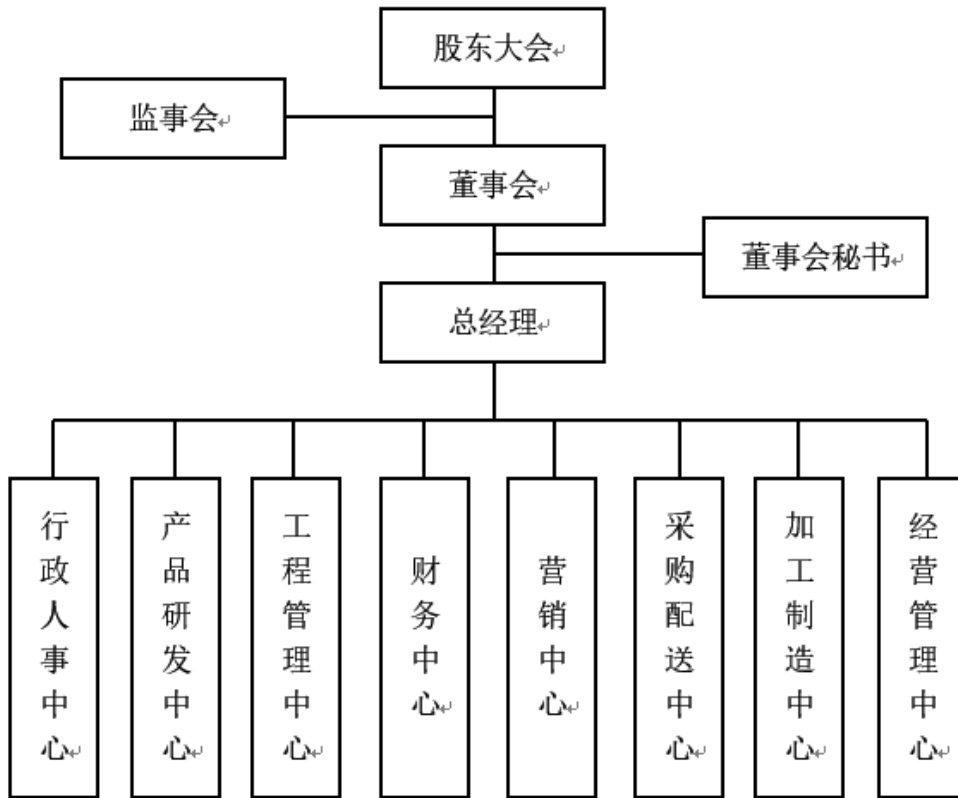 股东大会
监事会
董事会
董事会秘书
总经理
行政人事中心
产品研发中心
工程管理中心
财务中心
营销中心
采购配送中心
加工制造中心
经营管理中心